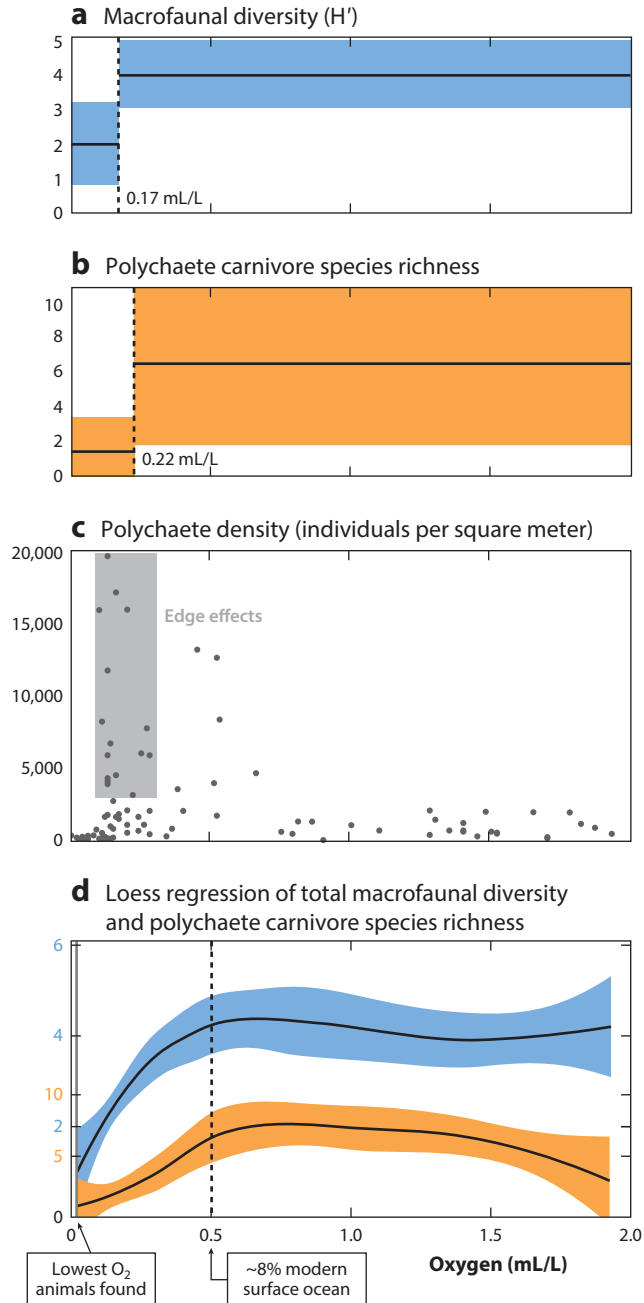 a Macrofaunal diversity (H′)
5
4
3
2
1
0
0.17 mL/L
b Polychaete carnivore species richness
10
8
6
4
2
0
0.22 mL/L
c Polychaete density (individuals per square meter)
20,000
15,000
10,000
5,000
0
Edge effects
d Loess regression of total macrofaunal diversity
and polychaete carnivore species richness
6
4
10
2
5
0
0 0.5 1.0 1.5 2.0
Oxygen (mL/L)
Lowest O₂
animals found
~8% modern
surface ocean